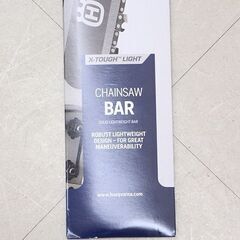 X-TOUGH™ LIGHT
CHAINSAW
BAR
SOLID LIGHTWEIGHT BAR
ROBUST LIGHTWEIGHT
DESIGN – FOR GREAT
MANEUVERABILITY
www.husqvarna.com